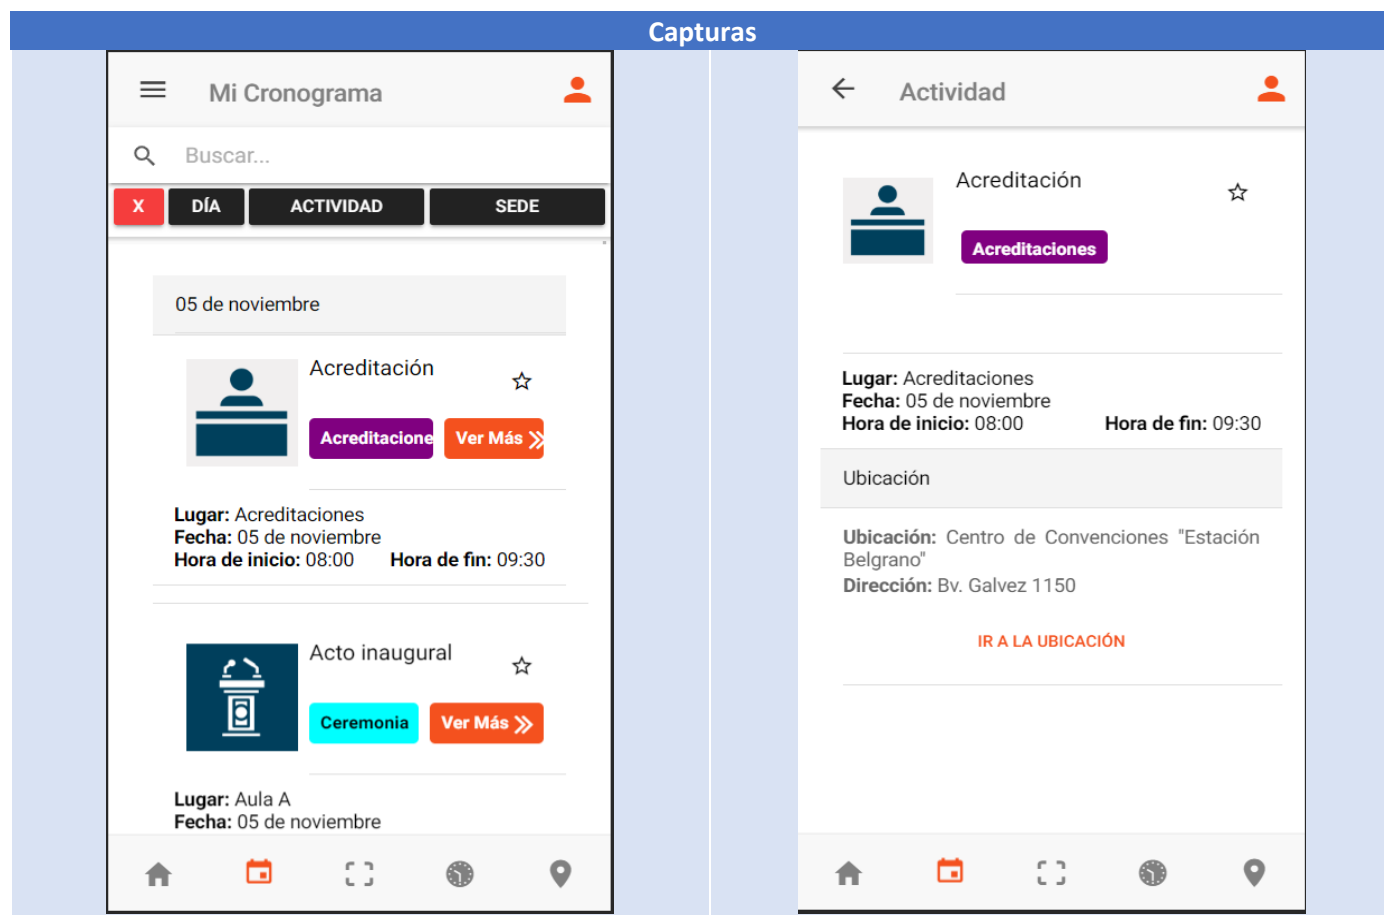 Capturas
Mi Cronograma
Buscar...
X DÍA ACTIVIDAD SEDE
05 de noviembre
Acreditación
Acreditacione Ver Más
Lugar: Acreditaciones
Fecha: 05 de noviembre
Hora de inicio: 08:00 Hora de fin: 09:30
Acto inaugural
Ceremonia Ver Más
Lugar: Aula A
Fecha: 05 de noviembre
Actividad
Acreditación
Acreditaciones
Lugar: Acreditaciones
Fecha: 05 de noviembre
Hora de inicio: 08:00 Hora de fin: 09:30
Ubicación
Ubicación: Centro de Convenciones "Estación
Belgrano"
Dirección: Bv. Galvez 1150
IR A LA UBICACIÓN